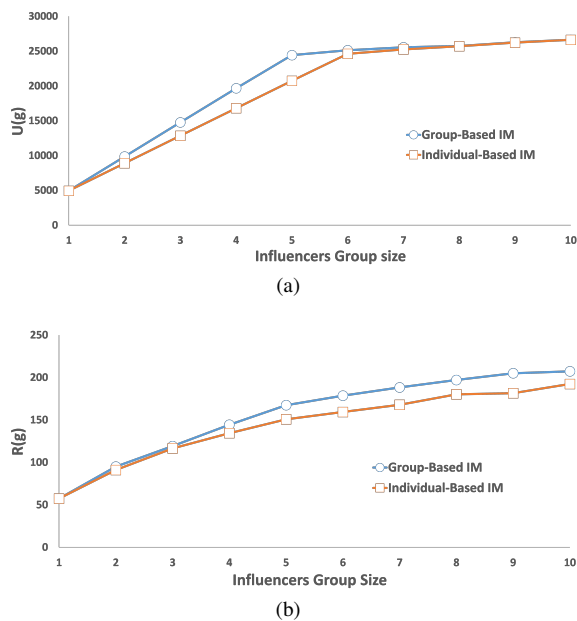 30000
25000
20000
15000
10000
5000
0
U(g)
Group-Based IM
Individual-Based IM
1 2 3 4 5 6 7 8 9 10
Influencers Group size
(a)
250
200
150
100
50
0
R(g)
Group-Based IM
Individual-Based IM
1 2 3 4 5 6 7 8 9 10
Influencers Group Size
(b)